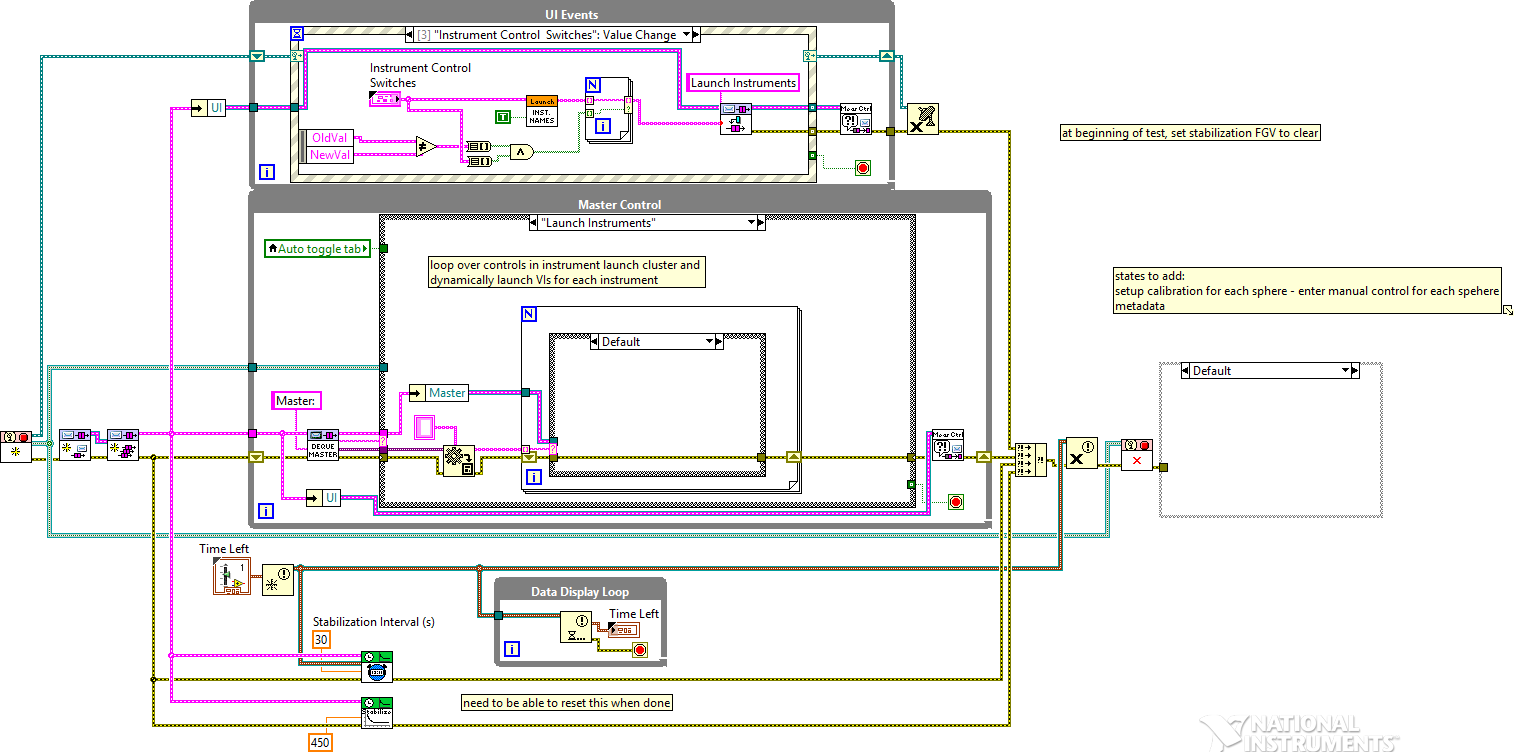 UI Events
[3] "Instrument Control Switches": Value Change
Instrument Control
Switches
Launch Instruments
N
Launch
INST.
NAMES
T
i
UI
OldVal
NewVal
i
at beginning of test, set stabilization FGV to clear
Master Control
"Launch Instruments"
Auto toggle tab
loop over controls in instrument launch cluster and
dynamically launch VIs for each instrument
states to add:
setup calibration for each sphere - enter manual control for each spehere
metadata
N
Default
Default
Master
Master:
DEQUE
MASTER
i
UI
i
Time Left
1
Data Display Loop
Time Left
i
Stabilization Interval (s)
30
need to be able to reset this when done
Stabilize
450
NATIONAL
INSTRUMENTS